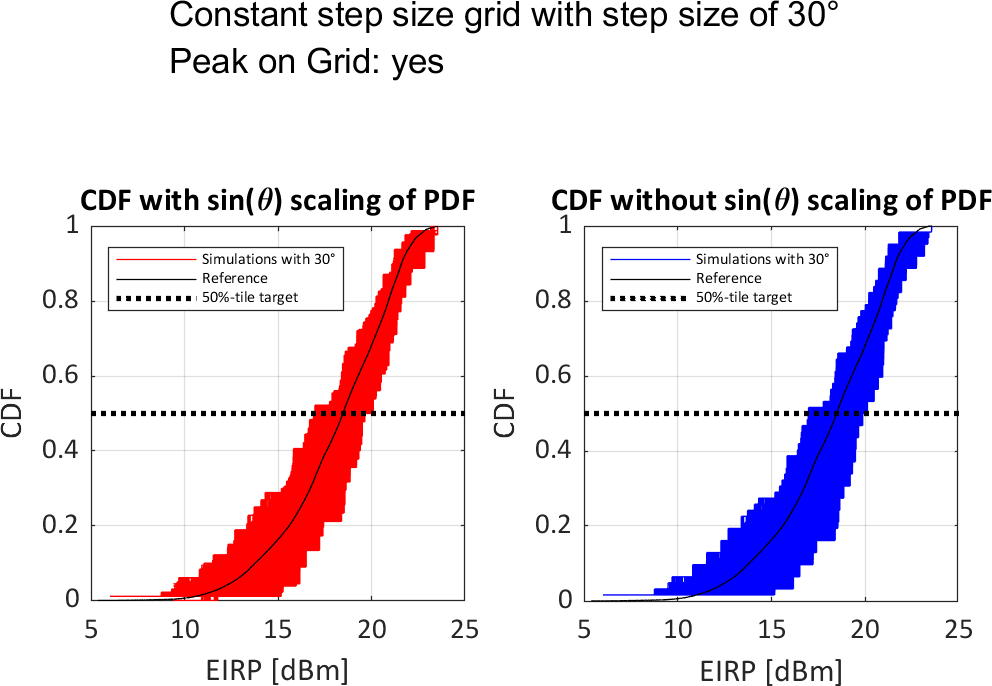 Constant step size grid with step size of 30°
Peak on Grid: yes
CDF with sin(θ) scaling of PDF
1
0.8
0.6
0.4
0.2
0
CDF
Simulations with 30°
Reference
50%-tile target
5
10
15
20
25
EIRP [dBm]
CDF without sin(θ) scaling of PDF
1
0.8
0.6
0.4
0.2
0
CDF
Simulations with 30°
Reference
50%-tile target
5
10
15
20
25
EIRP [dBm]